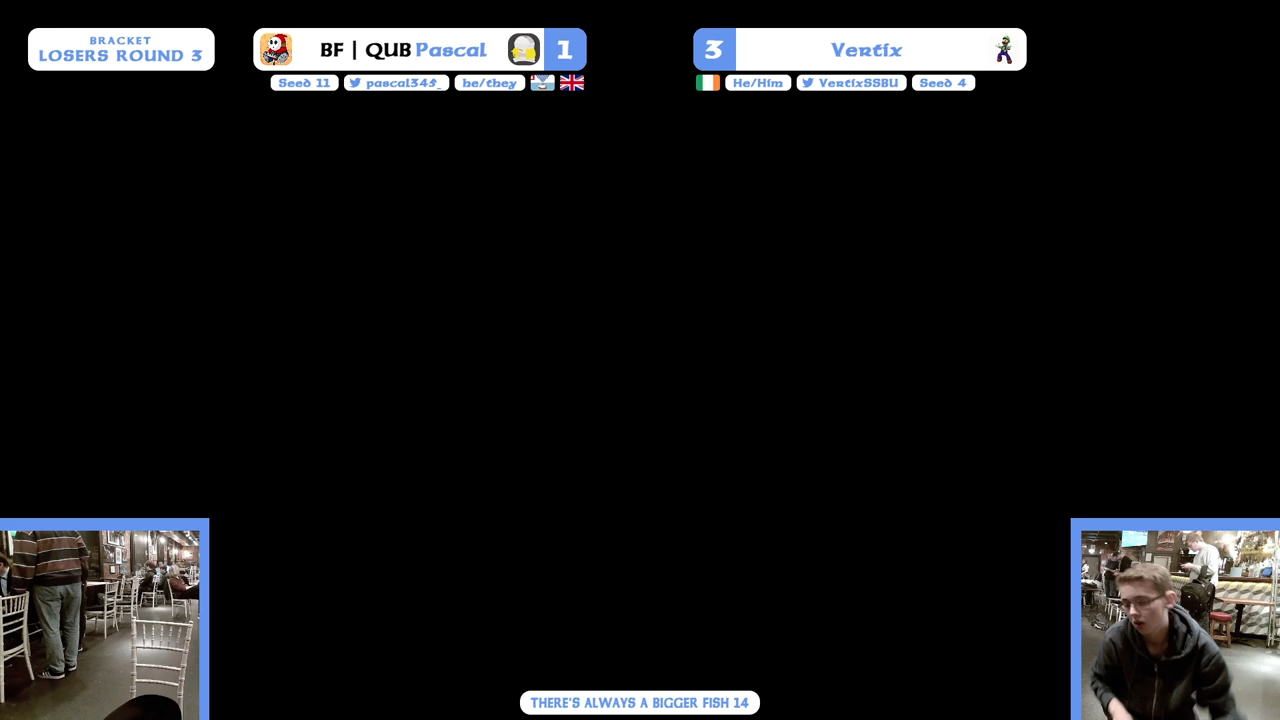 BRACKET
LOSERS ROUND 3
BF | QUB Pascal
1
Seed 11
pascal345_
he/they
3
Vertix
He/Him
VertixSSBU
Seed 4
THERE'S ALWAYS A BIGGER FISH 14